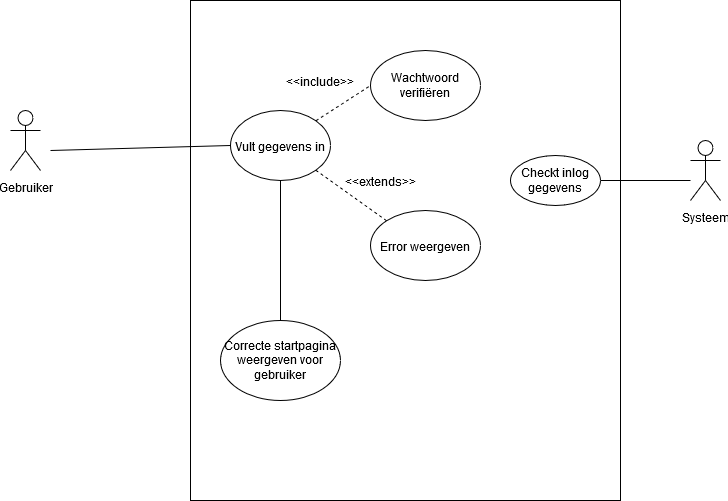 <<include>>
Wachtwoord
verifiëren
Gebruiker
Vult gegevens in
<<extends>>
Checkt inlog
gegevens
Systeem
Error weergeven
Correcte startpagina
weergeven voor
gebruiker